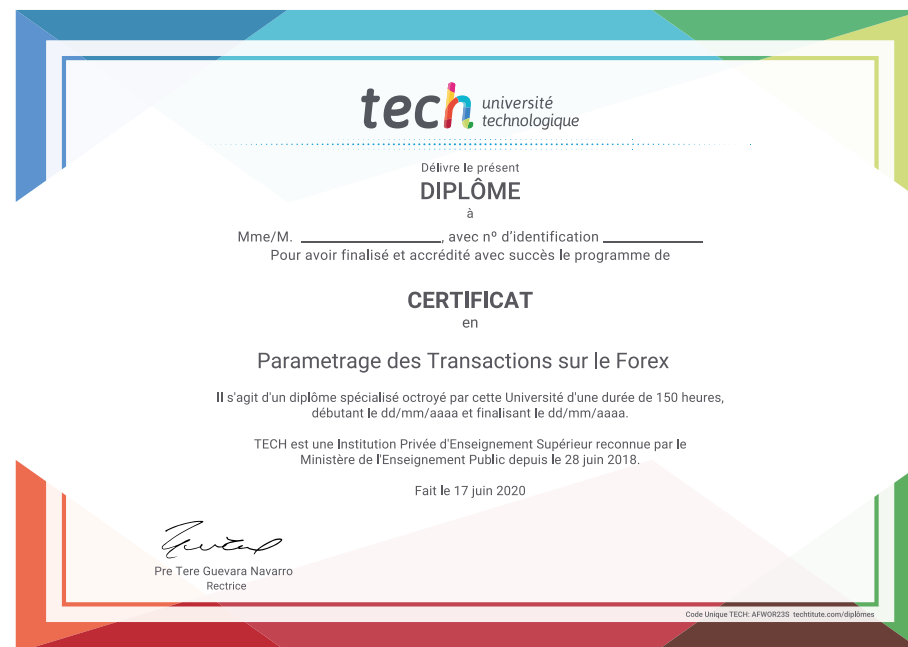 tech université
technologique
Délivre le présent
DIPLÔME
à
Mme/M. ____________________, avec nº d'identification ______________
Pour avoir finalisé et accrédité avec succès le programme de
CERTIFICAT
en
Parametrage des Transactions sur le Forex
Il s'agit d'un diplôme spécialisé octroyé par cette Université d'une durée de 150 heures,
débutant le dd/mm/aaaa et finalisant le dd/mm/aaaa.
TECH est une Institution Privée d'Enseignement Supérieur reconnue par le
Ministère de l'Enseignement Public depuis le 28 juin 2018.
Fait le 17 juin 2020
Pre Tere Guevara Navarro
Rectrice
Code Unique TECH: AFWOR23S techtitute.com/diplômes